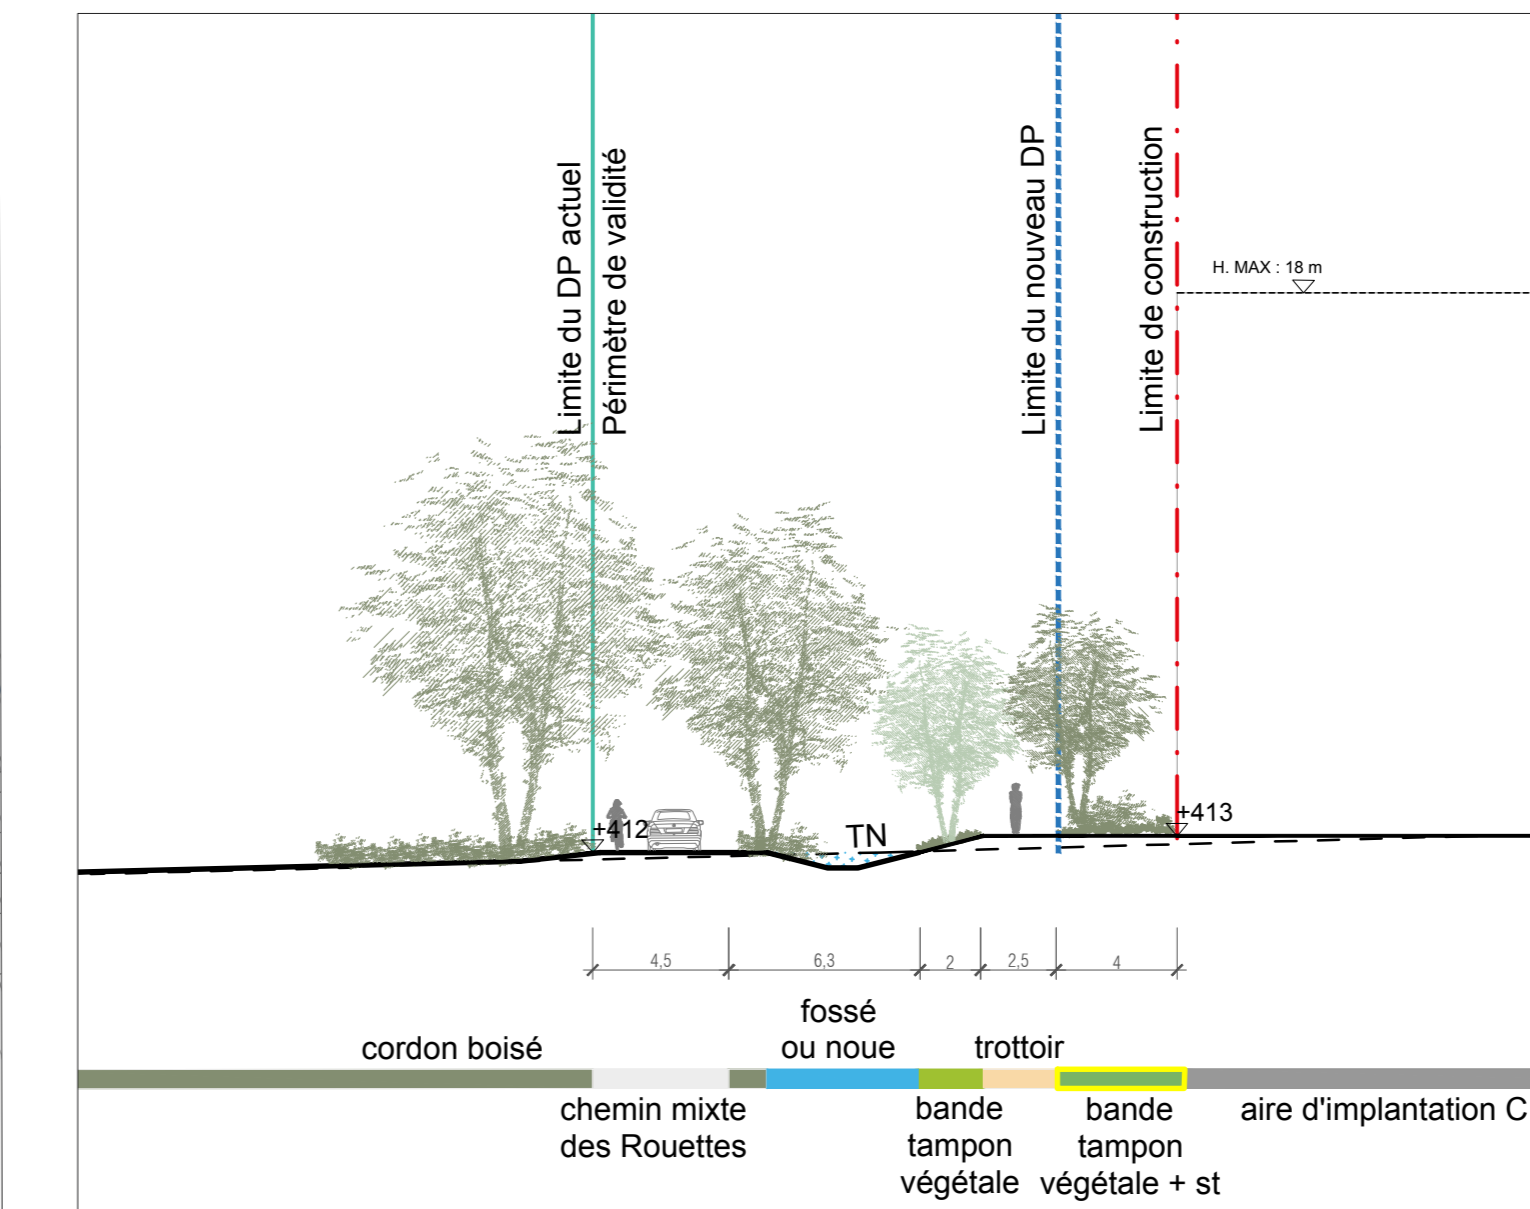 Limite du DP actuel
Périmètre de validité
Limite du nouveau DP
Limite de construction
H. MAX : 18 m
+412
TN
+413
4,5
6,3
2
2,5
4
cordon boisé
fossé
ou noue
trottoir
chemin mixte
des Rouettes
bande
tampon
végétale
bande
tampon
végétale + st
aire d'implantation C